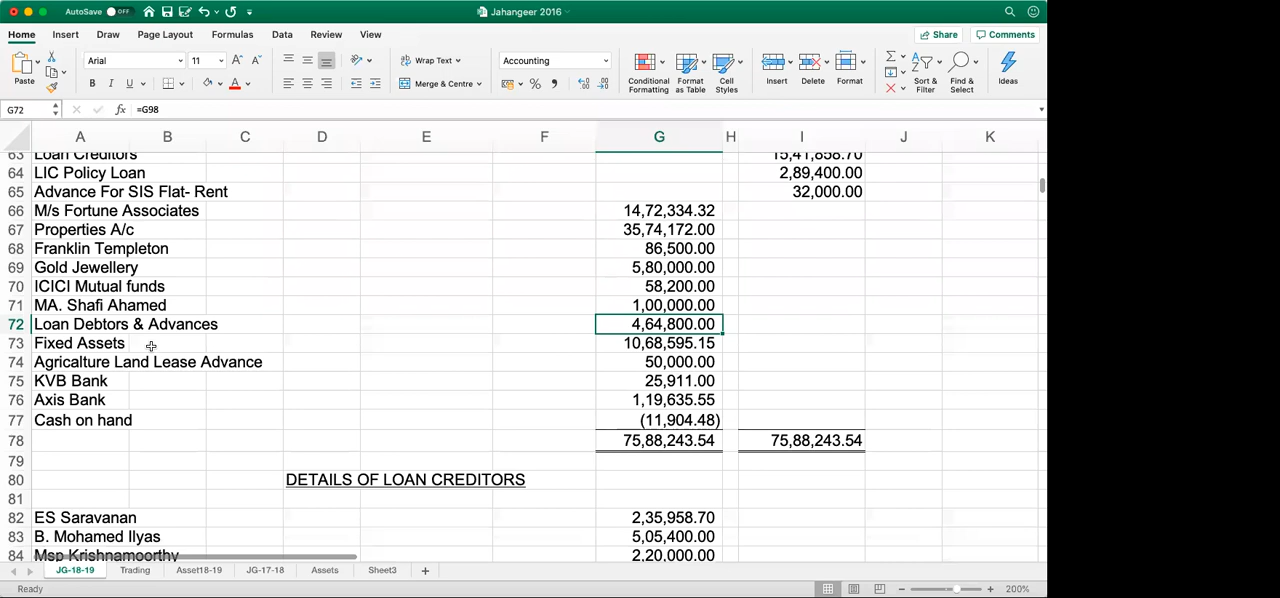 AutoSave OFF Jahangeer 2016
Home Insert Draw Page Layout Formulas Data Review View Share Comments
Paste Arial 11 A^ A˅ Wrap Text Accounting
B I U A Merge & Centre % Conditional Formatting Format as Table Cell Styles Insert Delete Format Sort & Filter Find & Select Ideas
G72 fx =G98
A B C D E F G H I J K
63 Loan Creditors 15,41,858.70
64 LIC Policy Loan 2,89,400.00
65 Advance For SIS Flat- Rent 32,000.00
66 M/s Fortune Associates 14,72,334.32
67 Properties A/c 35,74,172.00
68 Franklin Templeton 86,500.00
69 Gold Jewellery 5,80,000.00
70 ICICI Mutual funds 58,200.00
71 MA. Shafi Ahamed 1,00,000.00
72 Loan Debtors & Advances 4,64,800.00
73 Fixed Assets 10,68,595.15
74 Agriculture Land Lease Advance 50,000.00
75 KVB Bank 25,911.00
76 Axis Bank 1,19,635.55
77 Cash on hand (11,904.48)
78 75,88,243.54 75,88,243.54
79
80 DETAILS OF LOAN CREDITORS
81
82 ES Saravanan 2,35,958.70
83 B. Mohamed Ilyas 5,05,400.00
84 Msp Krishnamoorthy 2,20,000.00
JG-18-19 Trading Asset18-19 JG-17-18 Assets Sheet3 +
Ready 200%